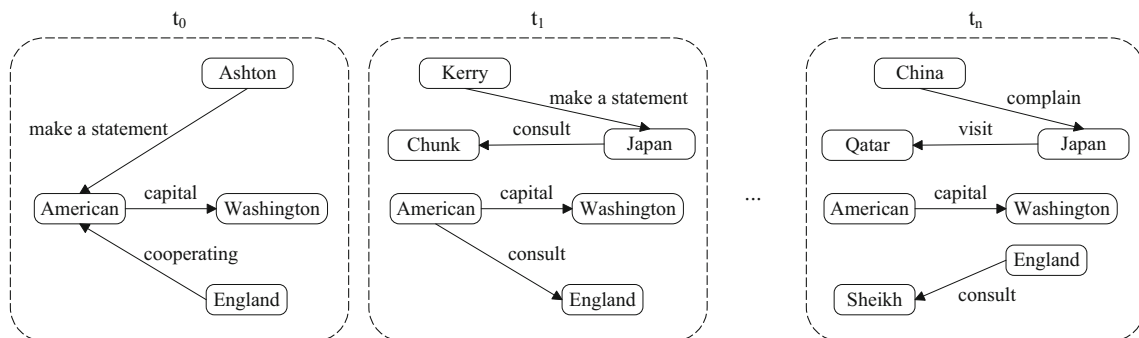 t0
Ashton
make a statement
American
capital
Washington
cooperating
England
t1
Kerry
make a statement
consult
Chunk
Japan
American
capital
Washington
consult
England
...
tn
China
complain
visit
Qatar
Japan
American
capital
Washington
England
Sheikh
consult